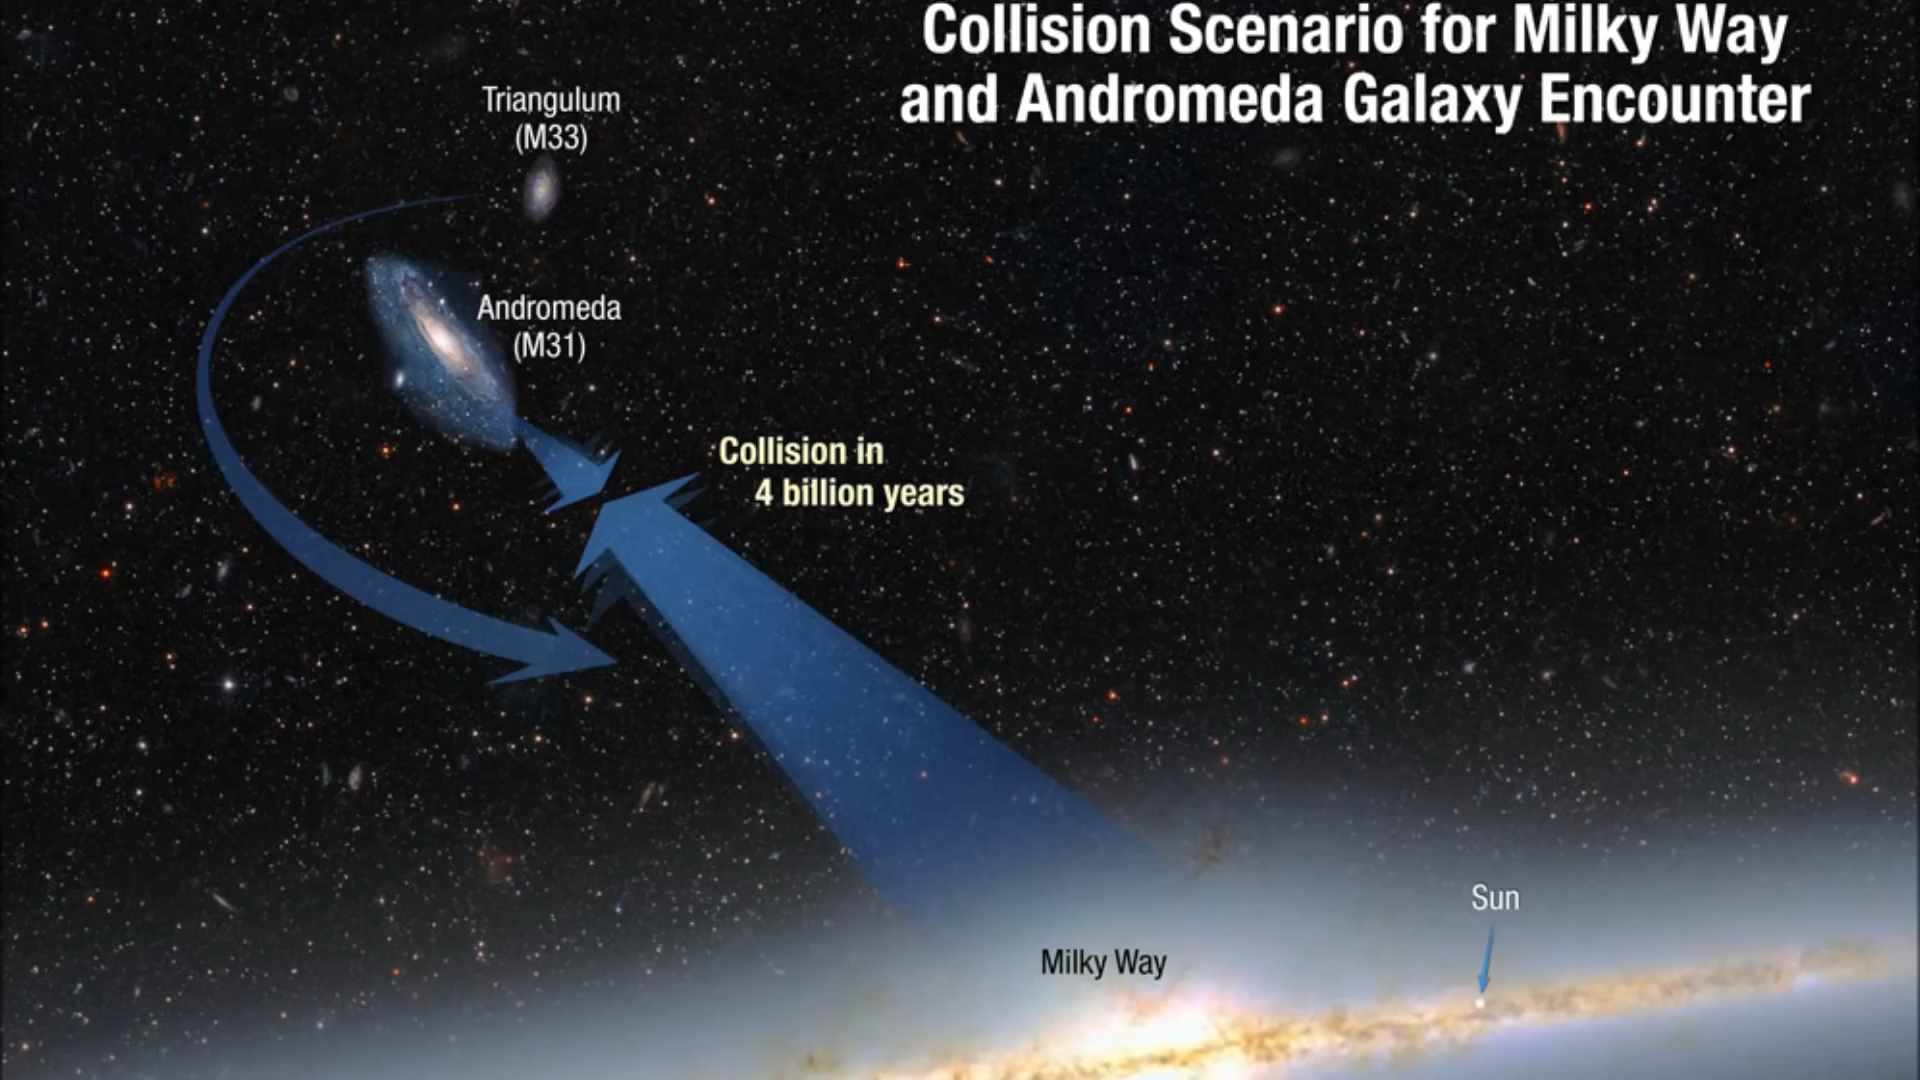 Collision Scenario for Milky Way
and Andromeda Galaxy Encounter
Triangulum
(M33)
Andromeda
(M31)
Collision in
4 billion years
Sun
Milky Way